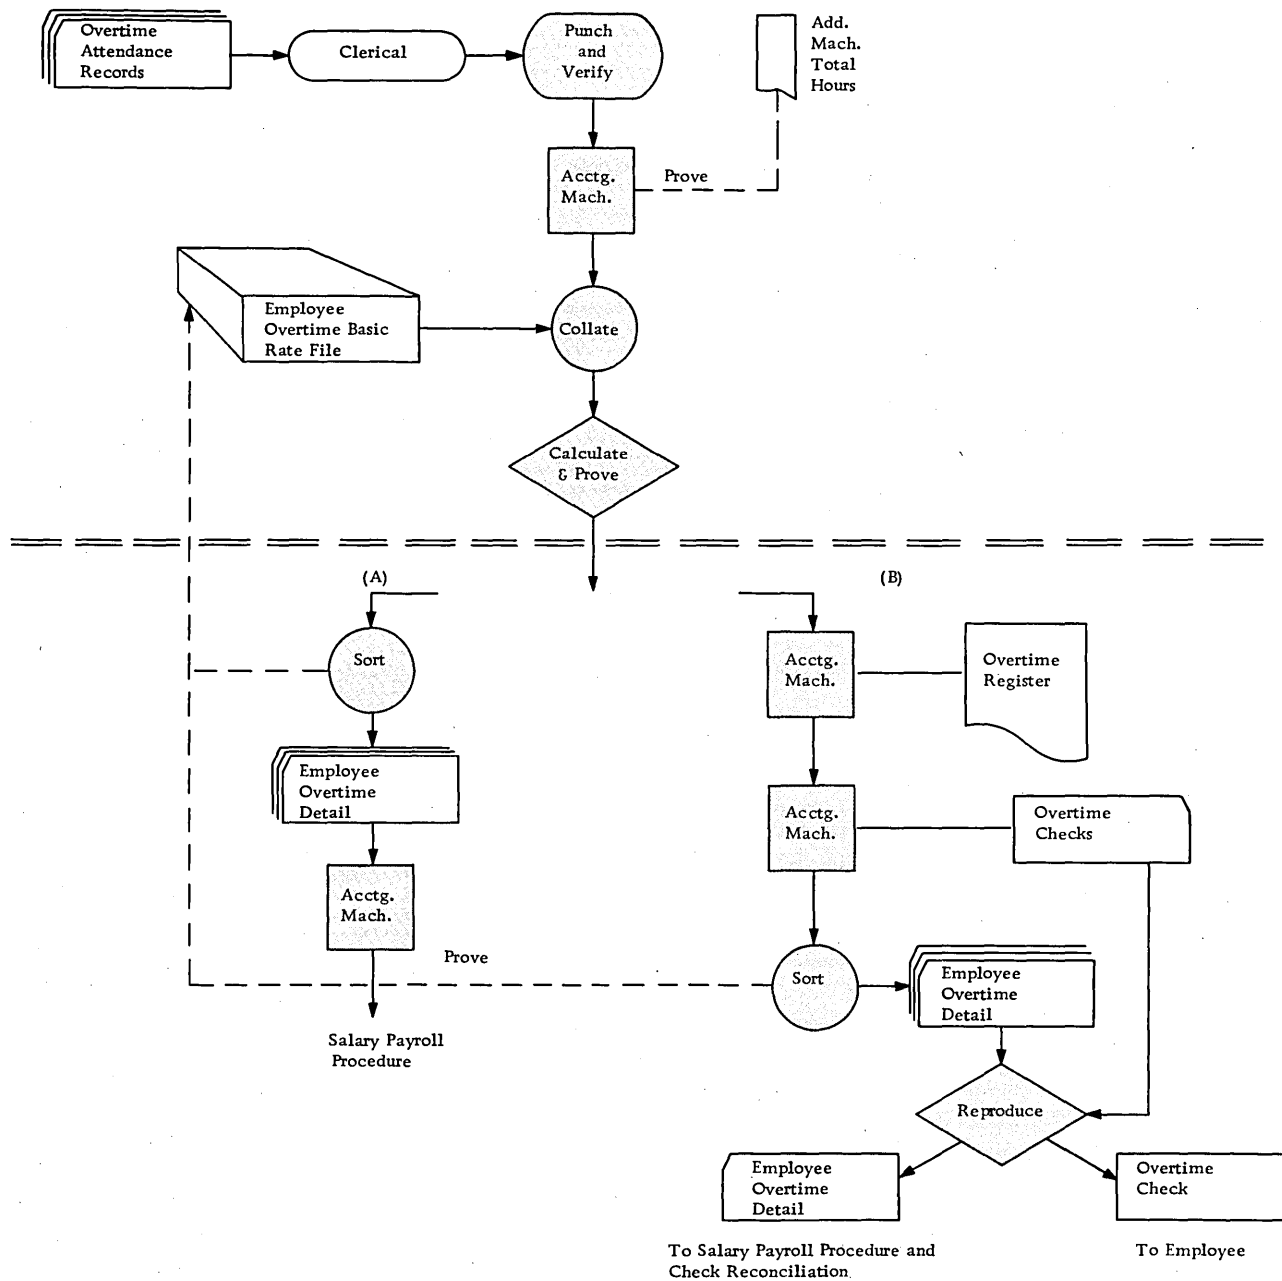 Overtime
Attendance
Records
Clerical
Punch
and
Verify
Add.
Mach.
Total
Hours
Acctg.
Mach.
Prove
Employee
Overtime Basic
Rate File
Collate
Calculate
& Prove
(A)
(B)
Sort
Acctg.
Mach.
Overtime
Register
Employee
Overtime
Detail
Acctg.
Mach.
Overtime
Checks
Acctg.
Mach.
Prove
Sort
Employee
Overtime
Detail
Salary Payroll
Procedure
Reproduce
Employee
Overtime
Detail
Overtime
Check
To Salary Payroll Procedure and
Check Reconciliation
To Employee